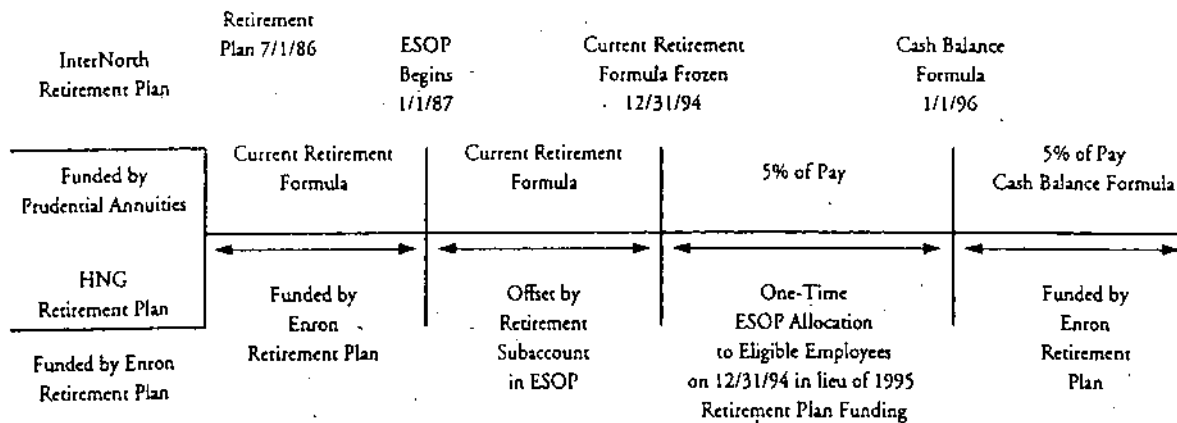 InterNorth
Retirement Plan
Retirement
Plan 7/1/86
ESOP
Begins
1/1/87
Current Retirement
Formula Frozen
12/31/94
Cash Balance
Formula
1/1/96
Funded by
Prudential Annuities
Current Retirement
Formula
Current Retirement
Formula
5% of Pay
5% of Pay
Cash Balance Formula
HNG
Retirement Plan
Funded by Enron
Retirement Plan
Funded by
Enron
Retirement Plan
Offset by
Retirement
Subaccount
in ESOP
One-Time
ESOP Allocation
to Eligible Employees
on 12/31/94 in lieu of 1995
Retirement Plan Funding
Funded by
Enron
Retirement
Plan